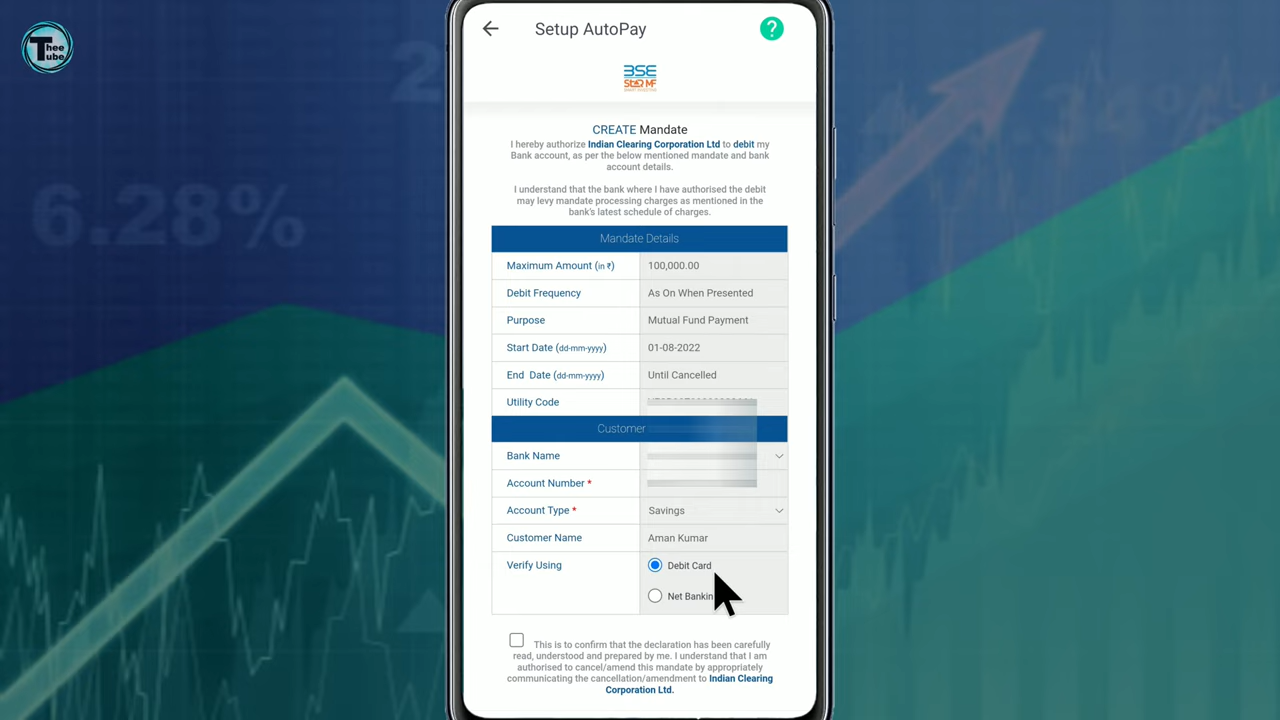 Thee
Tube
Setup AutoPay
?
BSE
StAR MF
CREATE Mandate
I hereby authorize Indian Clearing Corporation Ltd to debit my
Bank account, as per the below mentioned mandate and bank
account details.
I understand that the bank where I have authorised the debit
may levy mandate processing charges as mentioned in the
bank's latest schedule of charges.
Mandate Details
Maximum Amount (in ₹) 100,000.00
Debit Frequency As On When Presented
Purpose Mutual Fund Payment
Start Date (dd-mm-yyyy) 01-08-2022
End Date (dd-mm-yyyy) Until Cancelled
Utility Code
Customer
Bank Name
Account Number *
Account Type * Savings
Customer Name Aman Kumar
Verify Using Debit Card
Net Bankin
This is to confirm that the declaration has been carefully
read, understood and prepared by me. I understand that I am
authorised to cancel/amend this mandate by appropriately
communicating the cancellation/amendment to Indian Clearing
Corporation Ltd.
6.28%